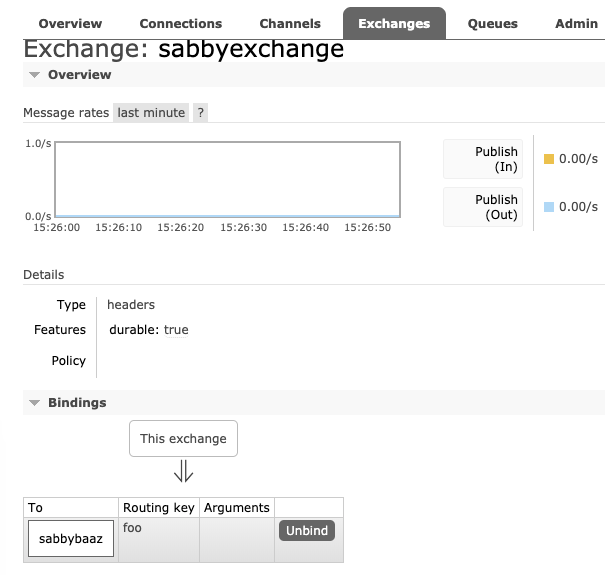 Overview Connections Channels Exchanges Queues Admin
Exchange: sabbyexchange
Overview
Message rates last minute ?
1.0/s
0.0/s
15:26:00 15:26:10 15:26:20 15:26:30 15:26:40 15:26:50
Publish
(In)
0.00/s
Publish
(Out)
0.00/s
Details
Type headers
Features durable: true
Policy
Bindings
This exchange
To Routing key Arguments
sabbybaaz foo Unbind